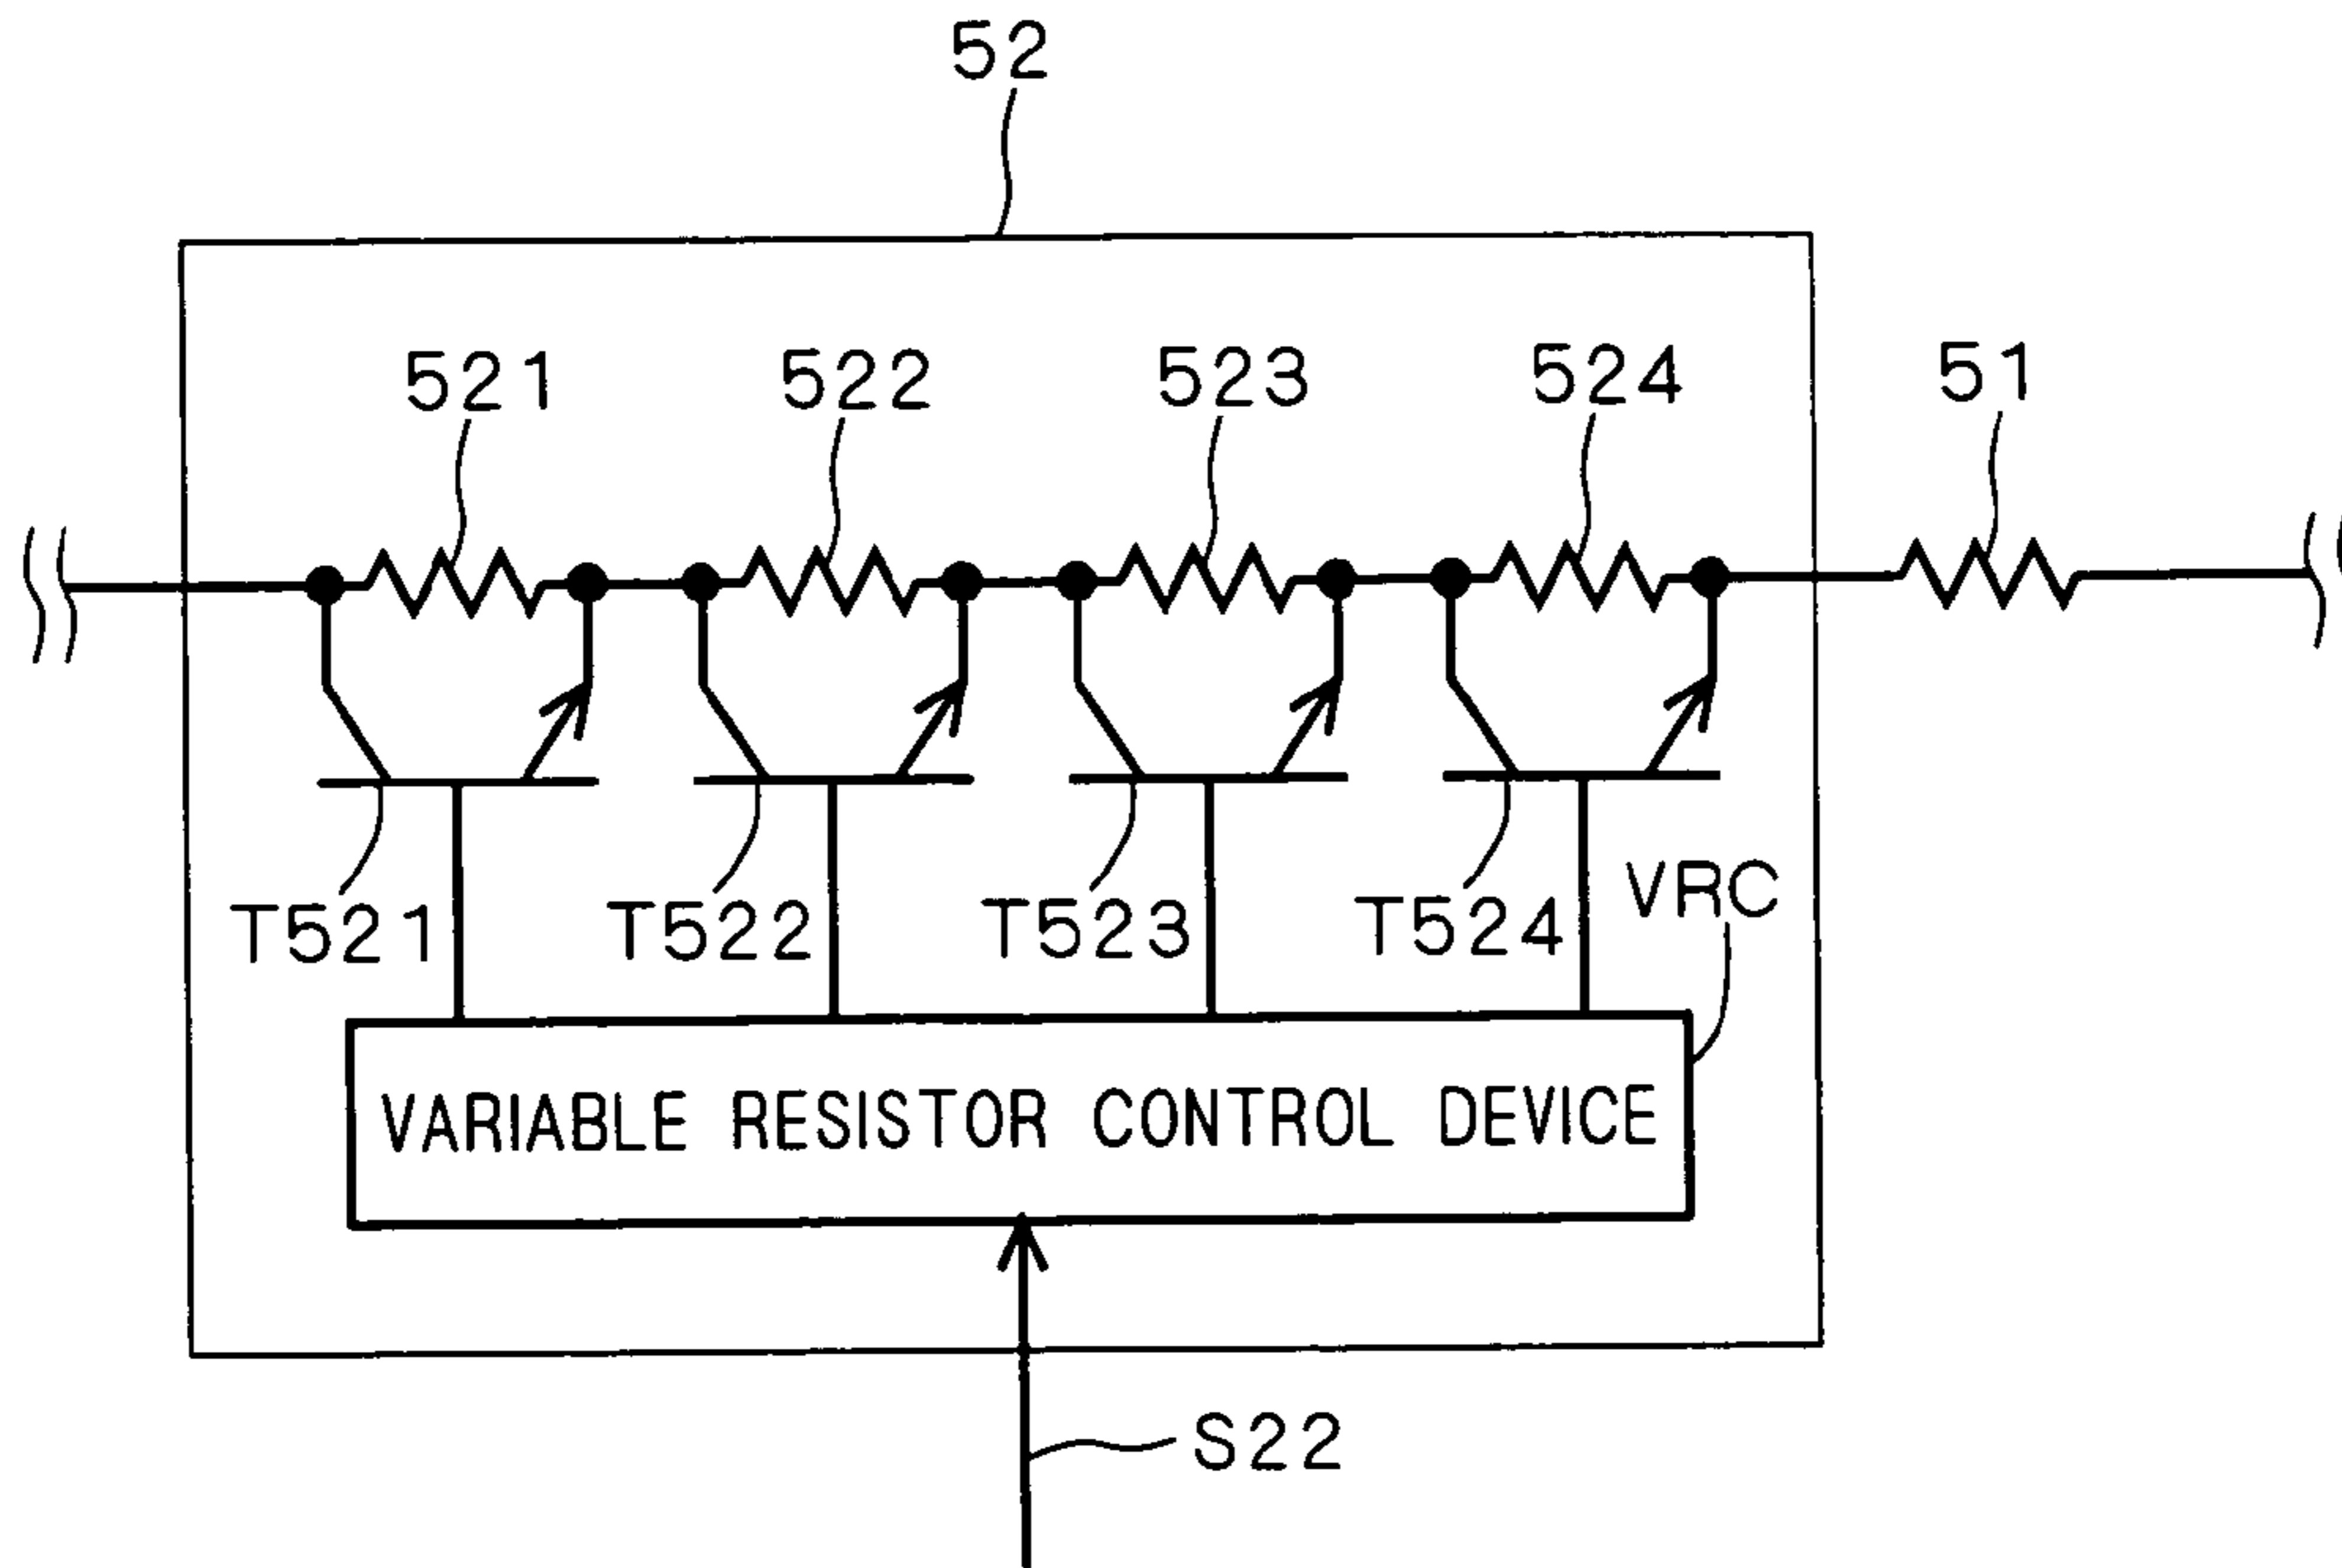 52
521 522 523 524 51
T521 T522 T523 T524 VRC
VARIABLE RESISTOR CONTROL DEVICE
S22